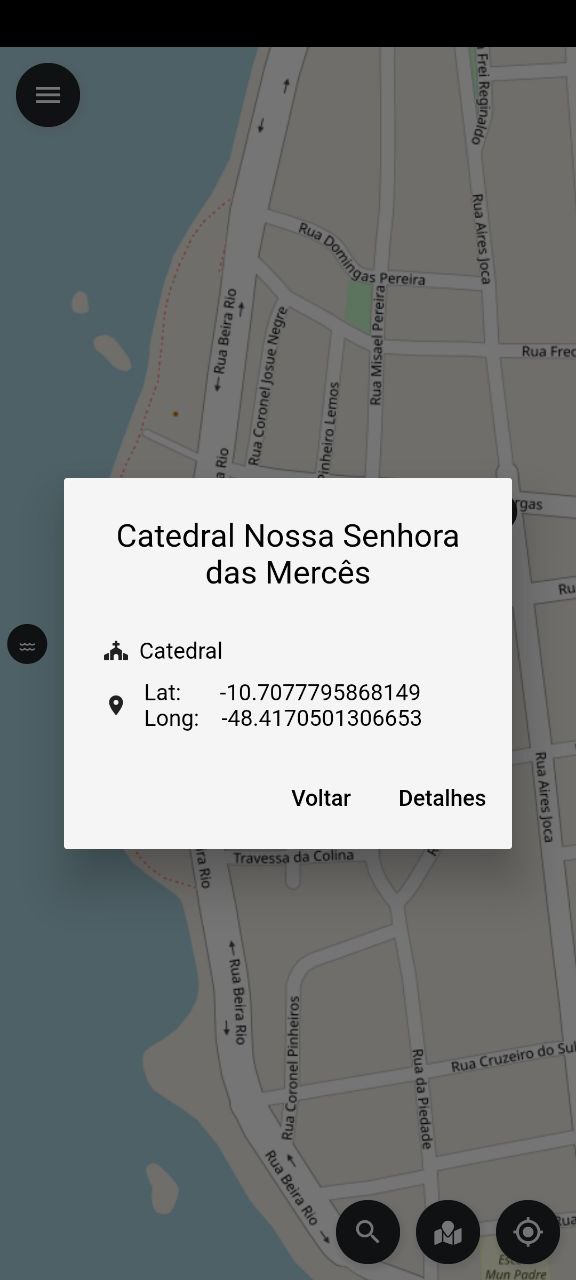 a Frei Reginaldo
Rua Aires Joca
Rua Domingas Pereira
Rua Beira Rio
Rua Coronel Josue Negre
Rua Misael Pereira
Rua Fred
Pinheiro Lemos
a Rio
rgas
Catedral Nossa Senhora
das Mercês
Catedral
Lat: -10.7077795868149
Long: -48.4170501306653
Voltar Detalhes
Ru
Rua Aires Joca
Travessa da Colina
ra Rio
Rua Beira Rio
Rua Coronel Pinheiros
Rua da Piedade
Rua Cruzeiro do Sul
Rua Beira Rio
Rua
Mun Padre